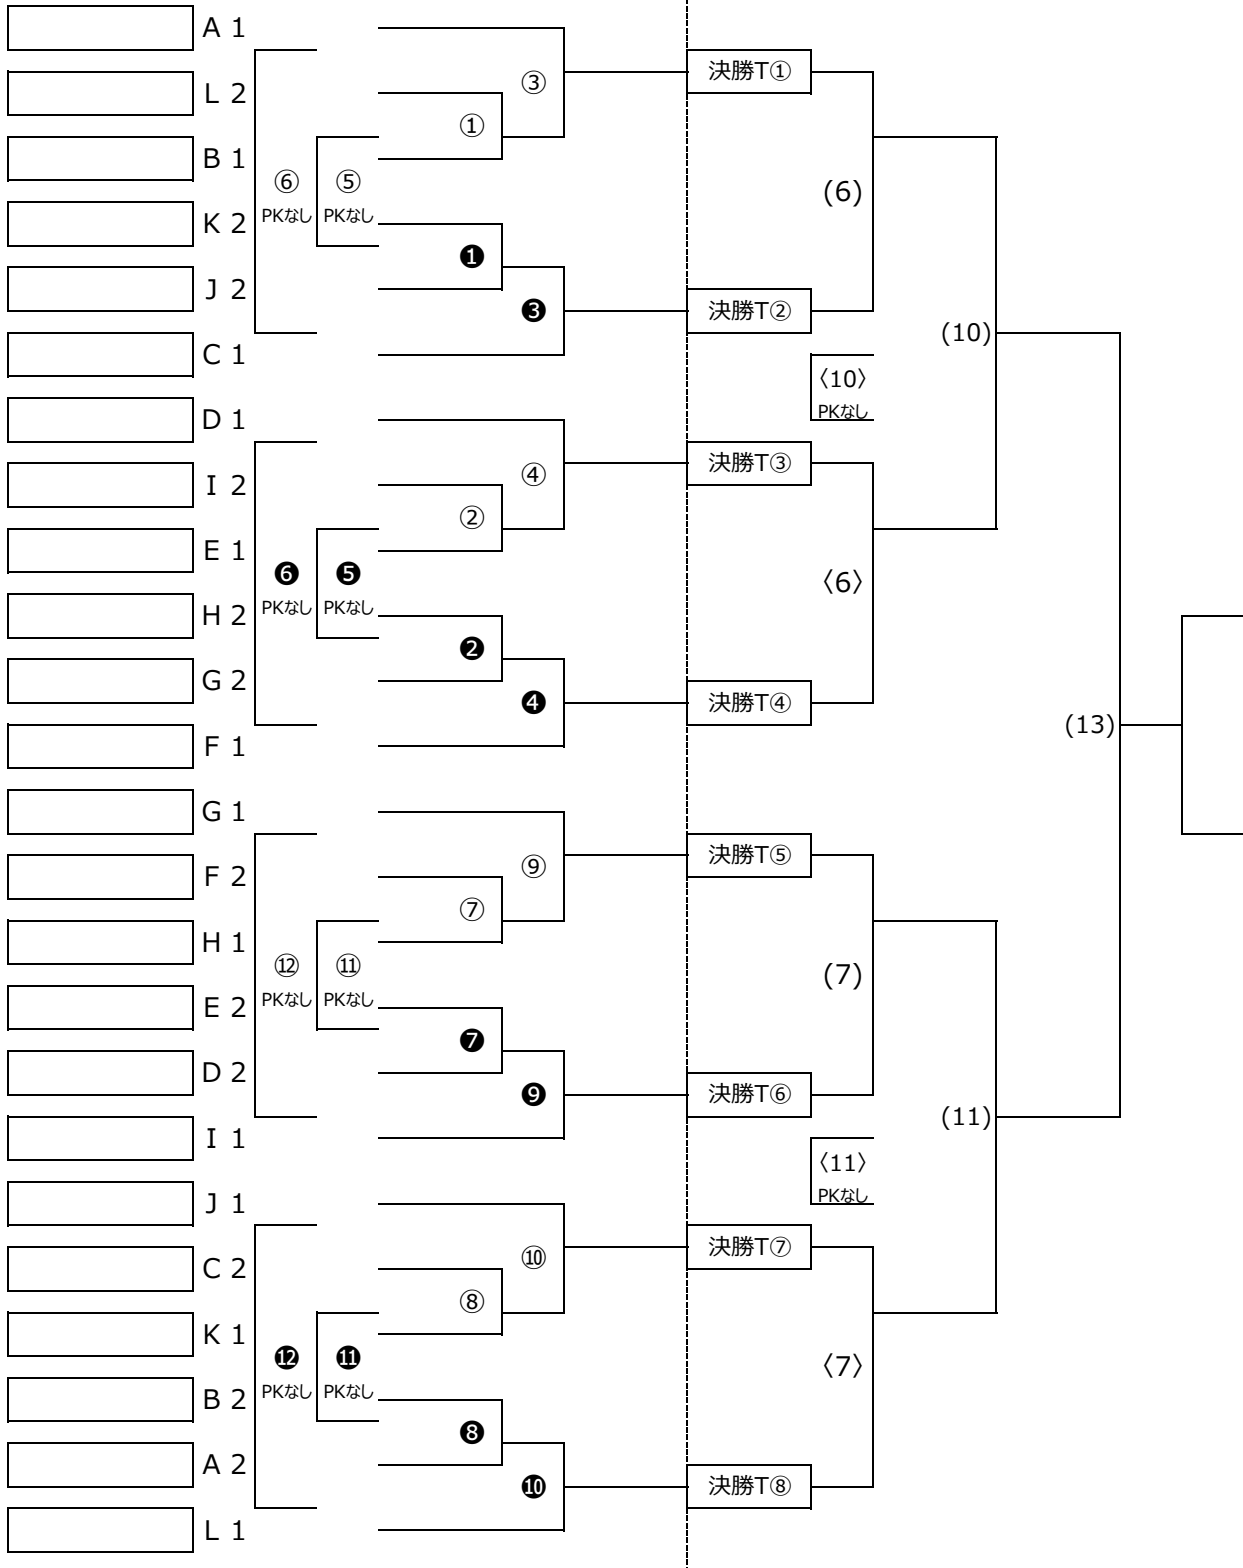 A 1
決勝T①
③
L 2
①
B 1
⑥
⑤
(6)
PKなし
PKなし
K 2
❶
J 2
❸
決勝T②
(10)
C 1
〈10〉
PKなし
D 1
決勝T③
④
I 2
②
E 1
❻
❺
〈6〉
PKなし
PKなし
H 2
❷
G 2
❹
決勝T④
(13)
F 1
G 1
決勝T⑤
⑨
F 2
⑦
H 1
⑫
⑪
(7)
PKなし
PKなし
E 2
❼
D 2
❾
決勝T⑥
(11)
I 1
〈11〉
PKなし
J 1
決勝T⑦
⑩
C 2
⑧
K 1
⓬
⓫
〈7〉
PKなし
PKなし
B 2
❽
A 2
❿
決勝T⑧
L 1